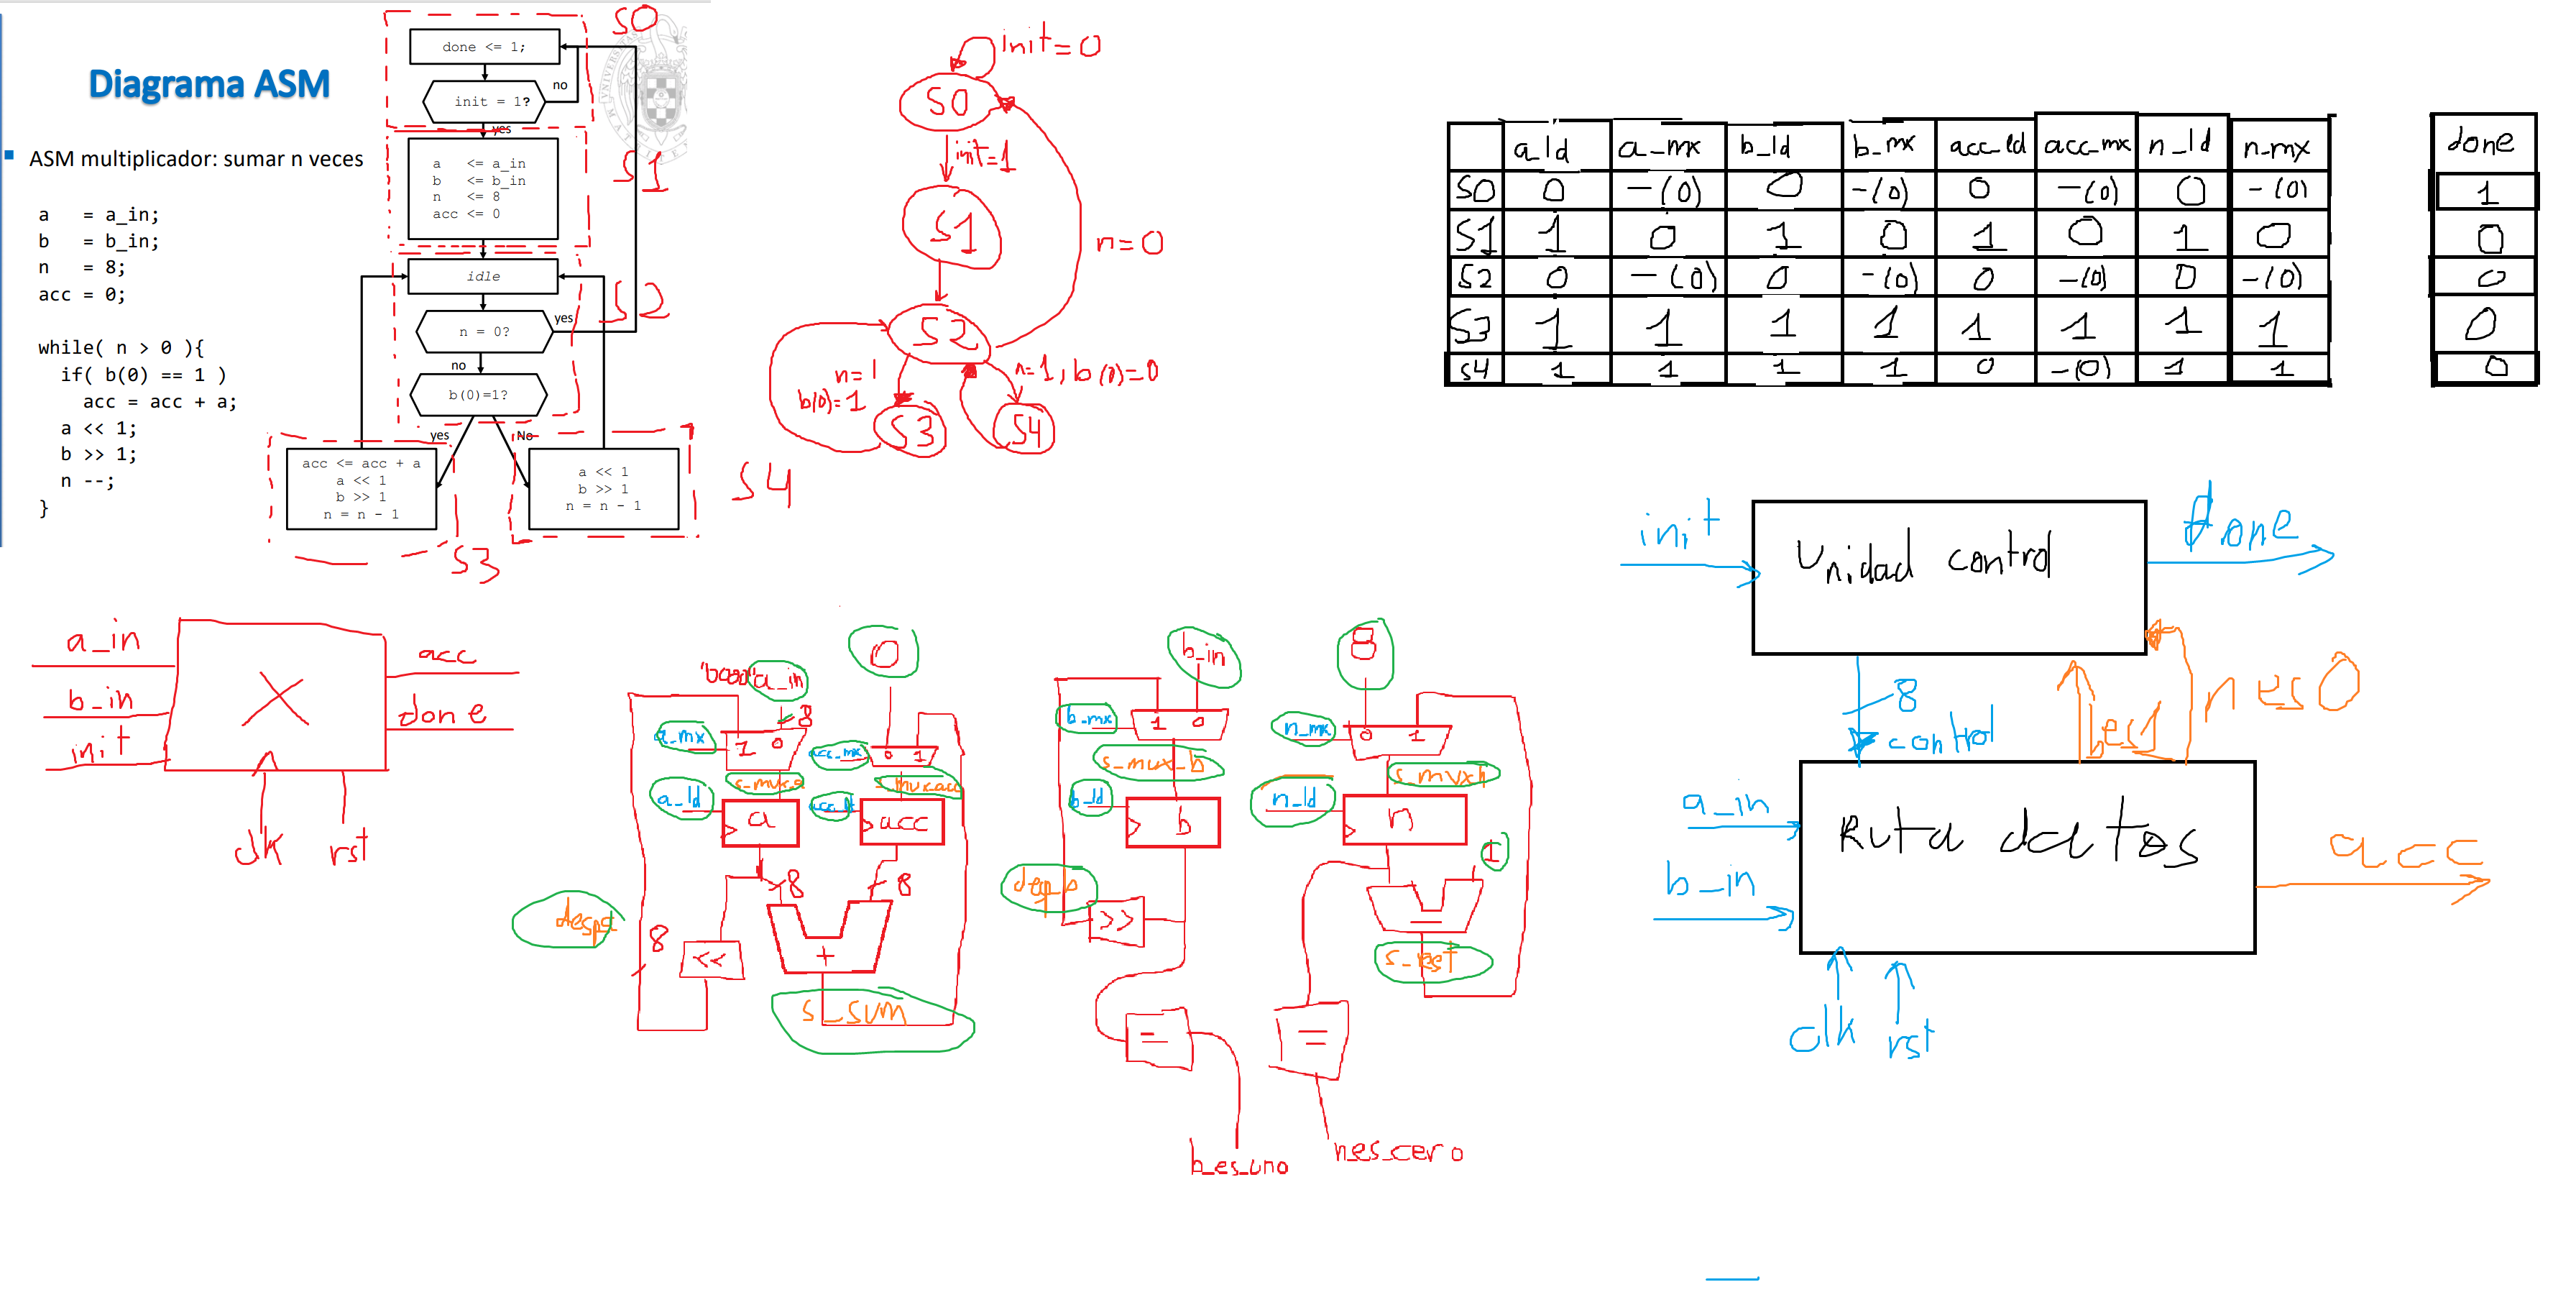 Diagrama ASM
ASM multiplicador: sumar n veces
a = a_in;
b = b_in;
n = 8;
acc = 0;
while( n > 0 ){
if( b(0) == 1 )
acc = acc + a;
a << 1;
b >> 1;
n --;
}
S0
done <= 1;
init = 1?
no
yes
S1
a <= a_in
b <= b_in
n <= 8
acc <= 0
idle
S2
n = 0?
yes
no
b(0)=1?
yes
No
acc <= acc + a
a << 1
b >> 1
n = n - 1
S3
a << 1
b >> 1
n = n - 1
S4
init=0
S0
init=1
S1
n=0
S2
n=1
b(0)=1
n=1, b(0)=0
S3
S4
a_ld a_mx b_ld b_mx acc_ld acc_mx n_ld n_mx done
S0 0 -(0) 0 -(0) 0 -(0) 0 -(0) 1
S1 1 0 1 0 1 0 1 0 0
S2 0 -(0) 0 -(0) 0 -(0) 0 -(0) 0
S3 1 1 1 1 1 1 1 1 0
S4 1 1 1 1 0 -(0) 1 1 0
init
Unidad control
done
8
control
bes1
nes0
a_in
b_in
Ruta datos
acc
clk
rst
a_in
b_in
init
X
acc
done
clk
rst
"0000" a_in
8
0
a_mx
1 0
acc_mx
0 1
s_mux_a
s_mux_acc
a_ld
a
acc_ld
acc
8
8
8
<<
+
s_sum
b_in
b_mx
1 0
s_mux_b
b_ld
b
>>
=
b_es_uno
8
n_mx
0 1
s_muxn
n_ld
n
1
-
=
n_es_cero